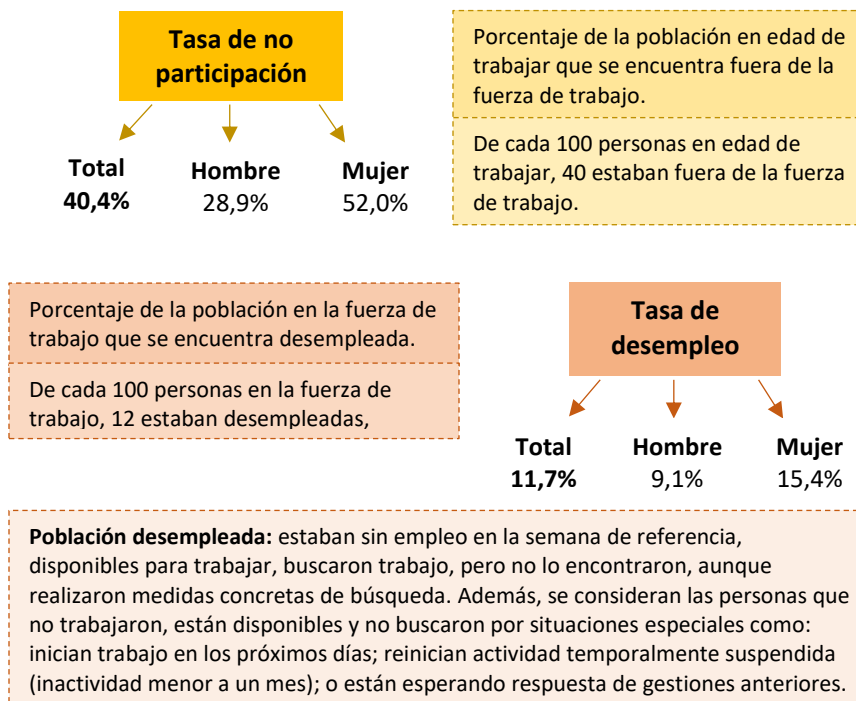 Tasa de no
participación
Total
40,4%
Hombre
28,9%
Mujer
52,0%
Porcentaje de la población en edad de
trabajar que se encuentra fuera de la
fuerza de trabajo.
De cada 100 personas en edad de
trabajar, 40 estaban fuera de la fuerza
de trabajo.
Porcentaje de la población en la fuerza de
trabajo que se encuentra desempleada.
De cada 100 personas en la fuerza de
trabajo, 12 estaban desempleadas,
Tasa de
desempleo
Total
11,7%
Hombre
9,1%
Mujer
15,4%
Población desempleada: estaban sin empleo en la semana de referencia,
disponibles para trabajar, buscaron trabajo, pero no lo encontraron, aunque
realizaron medidas concretas de búsqueda. Además, se consideran las personas que
no trabajaron, están disponibles y no buscaron por situaciones especiales como:
inician trabajo en los próximos días; reinician actividad temporalmente suspendida
(inactividad menor a un mes); o están esperando respuesta de gestiones anteriores.